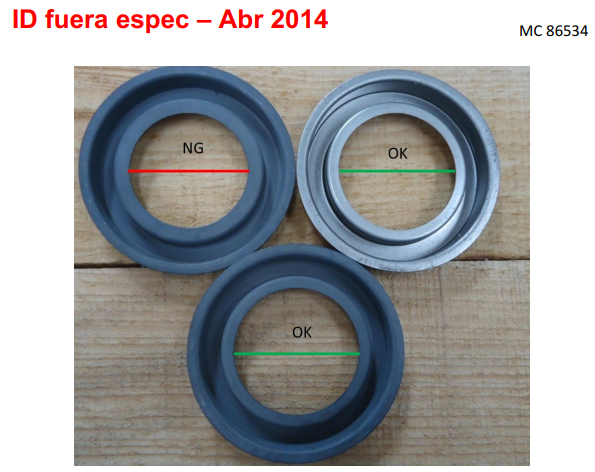 ID fuera espec – Abr 2014
MC 86534
NG
OK
OK